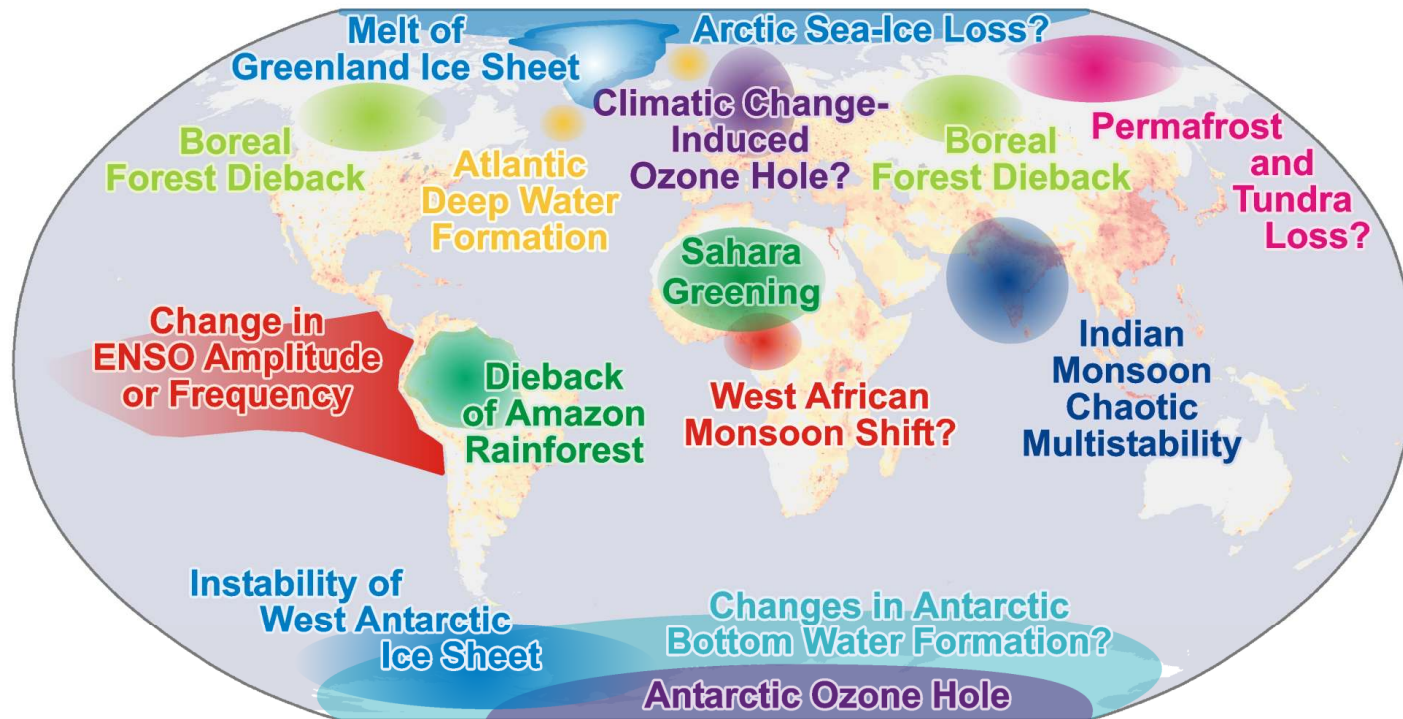 Melt of
Greenland Ice Sheet
Arctic Sea-Ice Loss?
Climatic Change-
Induced
Ozone Hole?
Boreal
Forest Dieback
Atlantic
Deep Water
Formation
Boreal
Forest Dieback
Permafrost
and
Tundra
Loss?
Sahara
Greening
Change in
ENSO Amplitude
or Frequency
Dieback
of Amazon
Rainforest
West African
Monsoon Shift?
Indian
Monsoon
Chaotic
Multistability
Instability of
West Antarctic
Ice Sheet
Changes in Antarctic
Bottom Water Formation?
Antarctic Ozone Hole